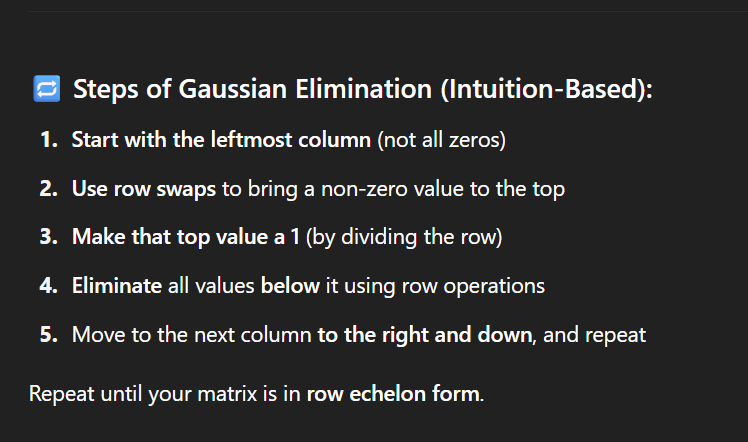 🔁 Steps of Gaussian Elimination (Intuition-Based):
1. Start with the leftmost column (not all zeros)
2. Use row swaps to bring a non-zero value to the top
3. Make that top value a 1 (by dividing the row)
4. Eliminate all values below it using row operations
5. Move to the next column to the right and down, and repeat
Repeat until your matrix is in row echelon form.